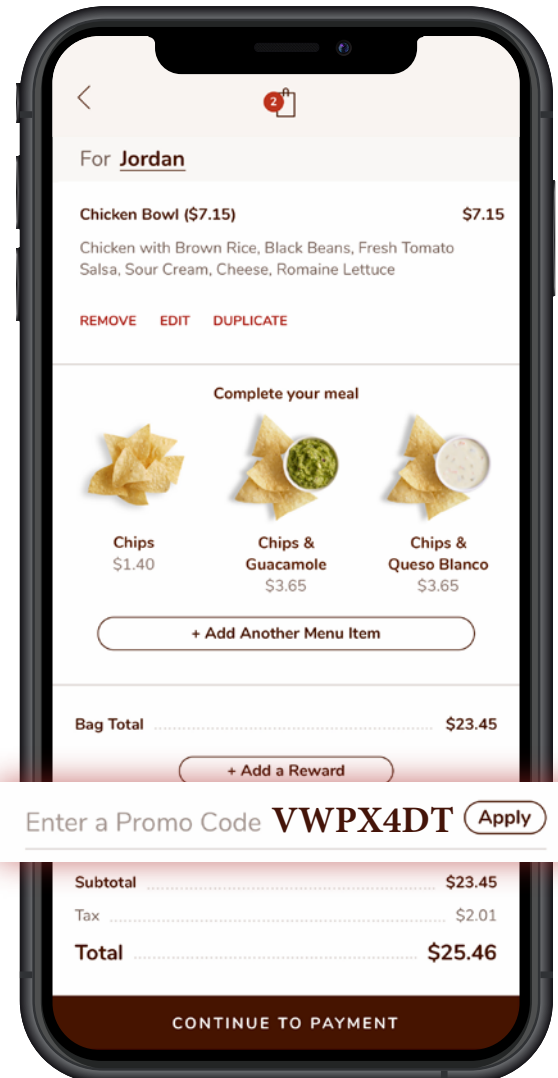 2
For Jordan
Chicken Bowl ($7.15) $7.15
Chicken with Brown Rice, Black Beans, Fresh Tomato
Salsa, Sour Cream, Cheese, Romaine Lettuce
REMOVE EDIT DUPLICATE
Complete your meal
Chips
$1.40
Chips &
Guacamole
$3.65
Chips &
Queso Blanco
$3.65
+ Add Another Menu Item
Bag Total $23.45
+ Add a Reward
Enter a Promo Code VWPX4DT Apply
Subtotal $23.45
Tax $2.01
Total $25.46
CONTINUE TO PAYMENT